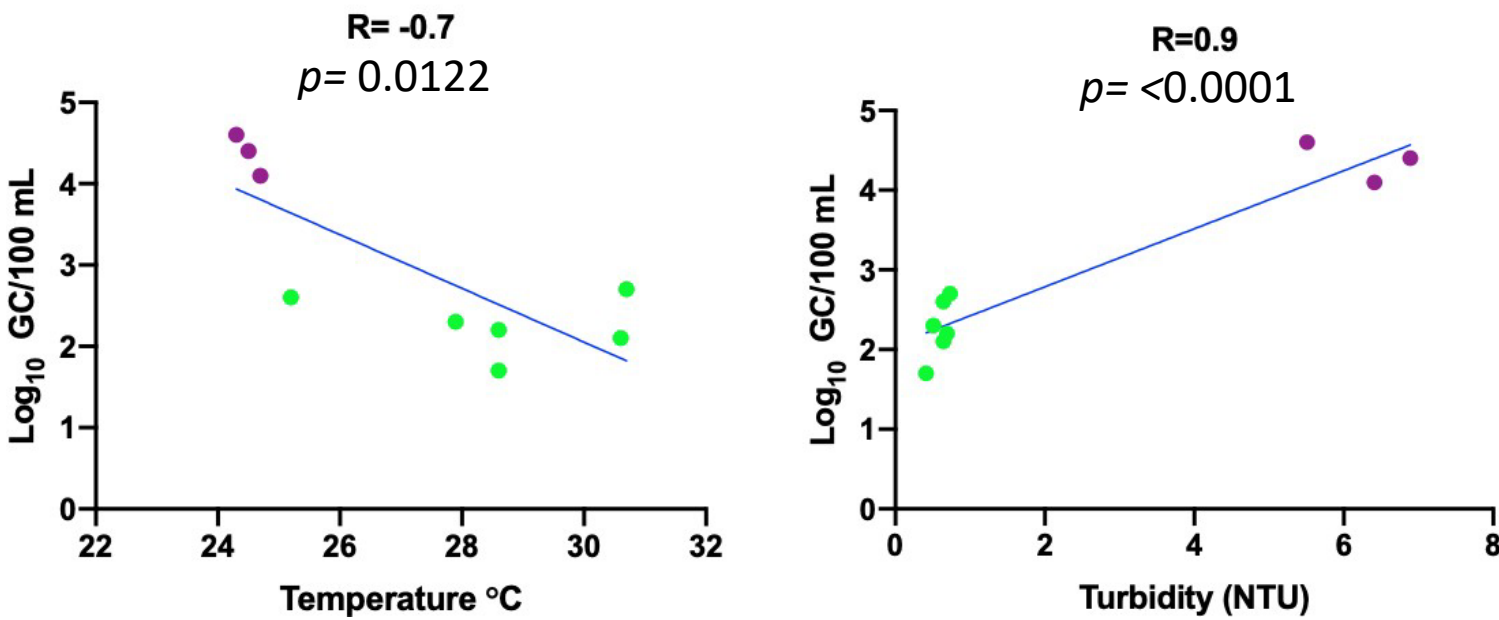 R= -0.7
p= 0.0122
5
4
3
2
1
0
Log10 GC/100 mL
22 24 26 28 30 32
Temperature °C
R=0.9
p= <0.0001
5
4
3
2
1
0
Log10 GC/100 mL
0 2 4 6 8
Turbidity (NTU)